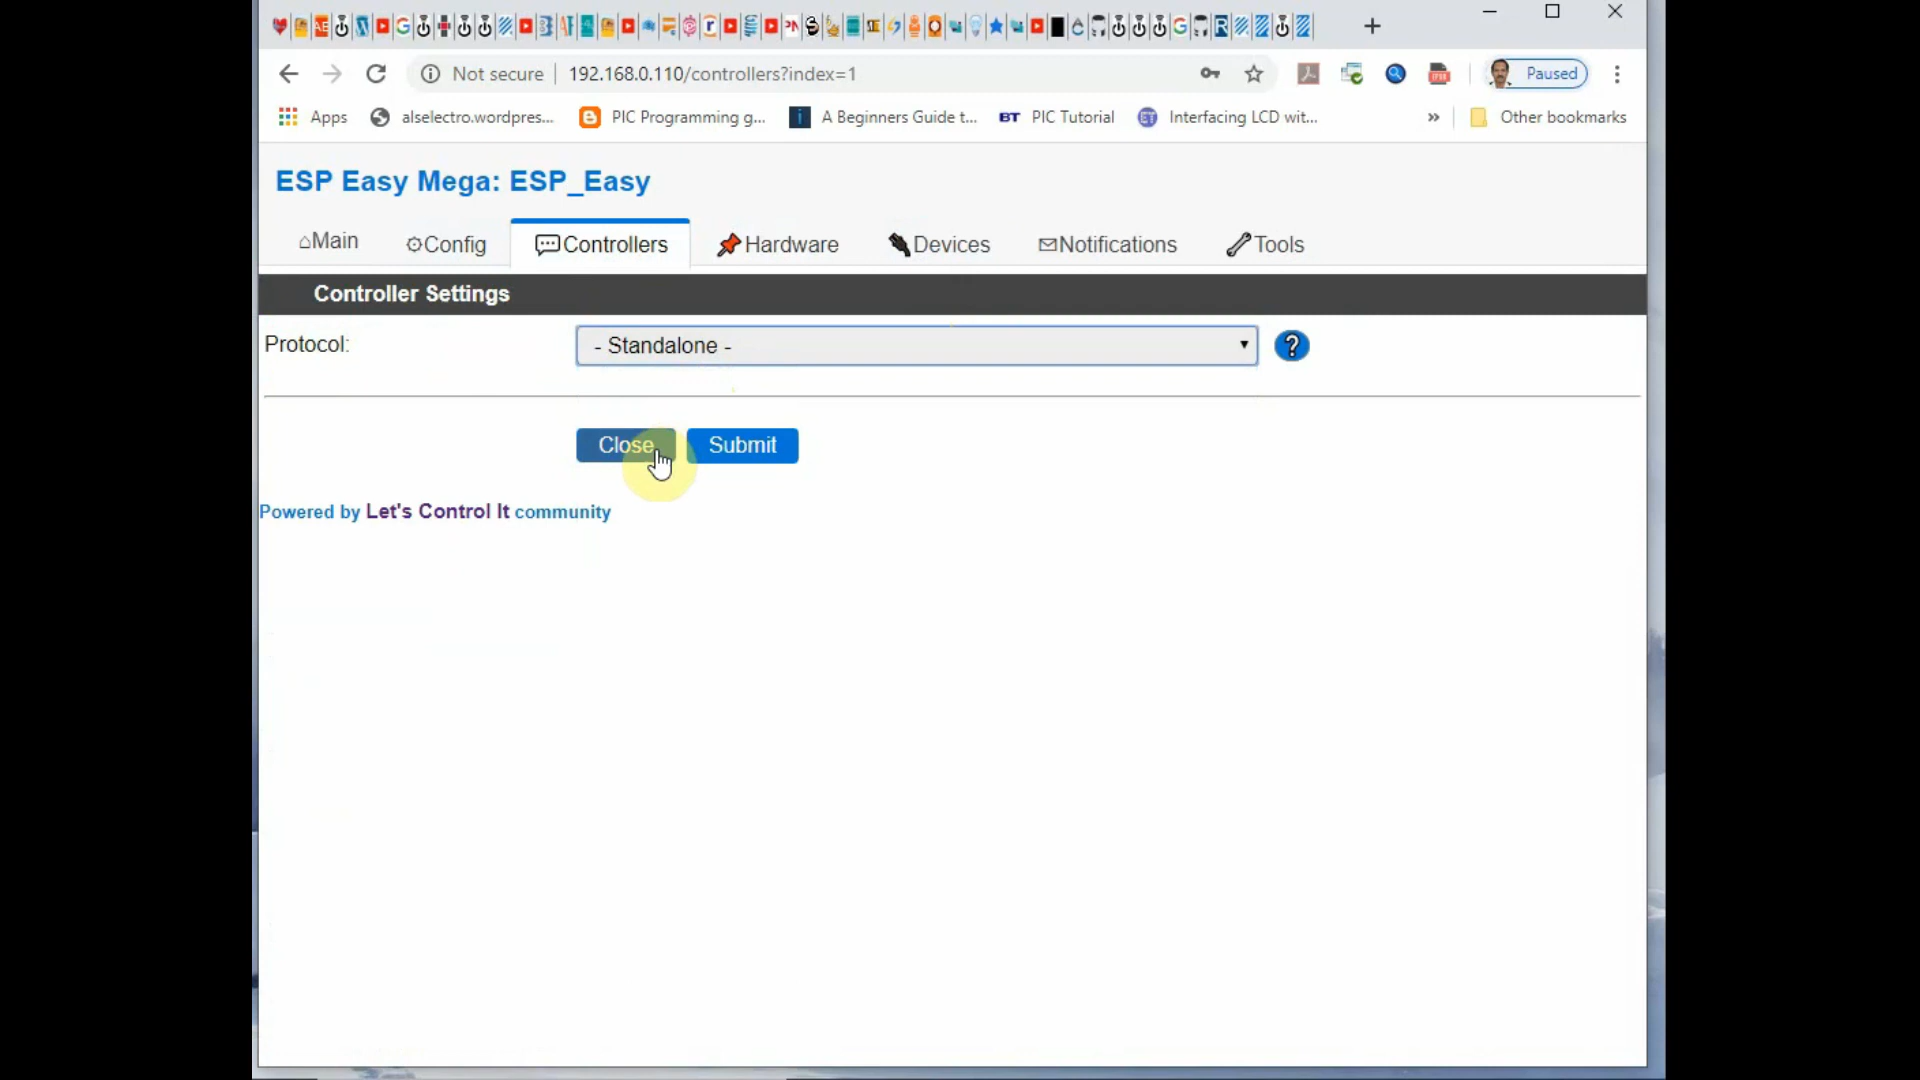 Not secure | 192.168.0.110/controllers?index=1
Paused
Apps
alselectro.wordpres...
PIC Programming g...
A Beginners Guide t...
BT PIC Tutorial
Interfacing LCD wit...
»
Other bookmarks
ESP Easy Mega: ESP_Easy
Main
Config
Controllers
Hardware
Devices
Notifications
Tools
Controller Settings
Protocol:
- Standalone -
?
Close
Submit
Powered by Let's Control It community